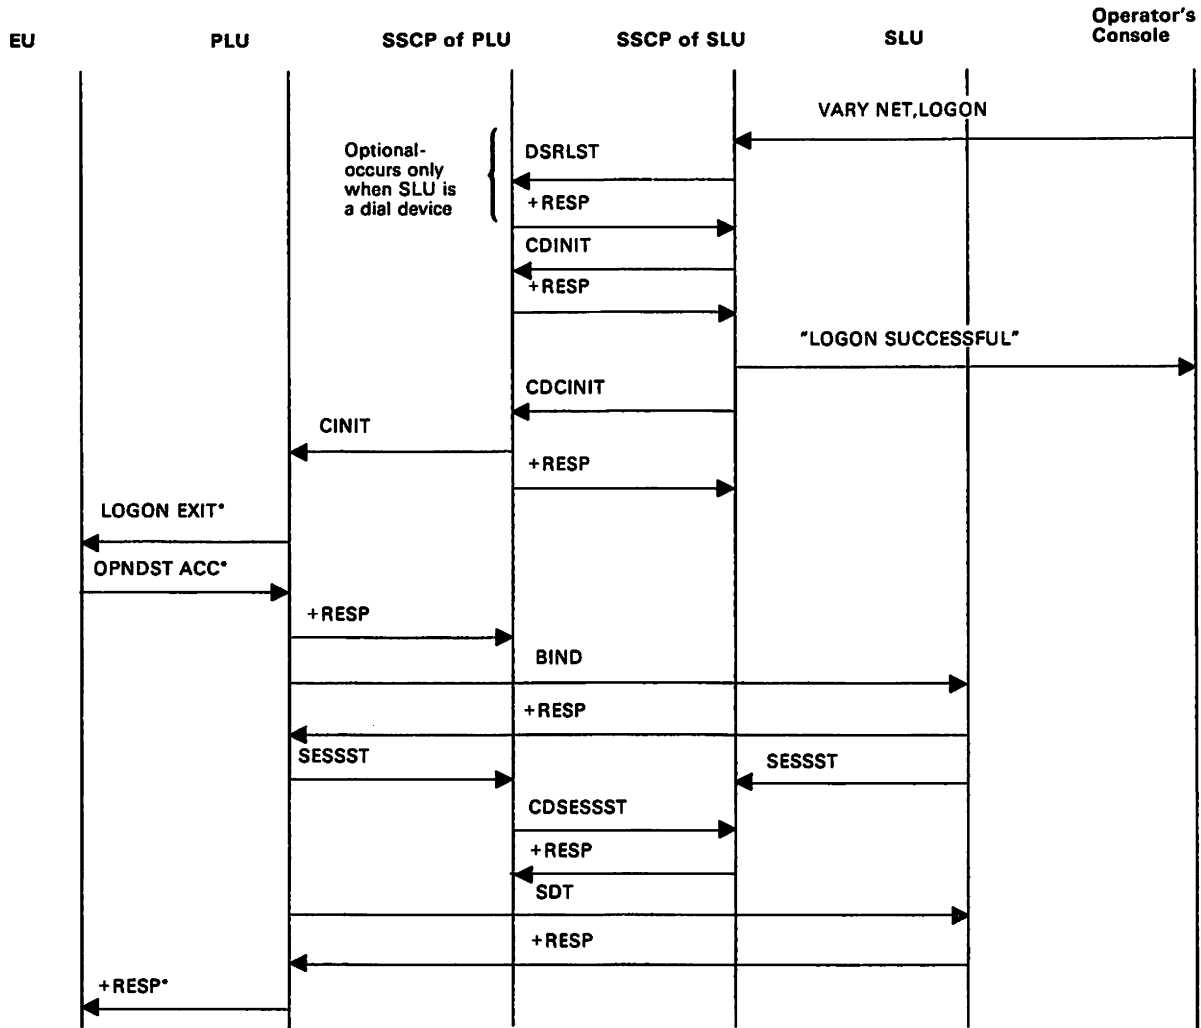 EU
PLU
SSCP of PLU
SSCP of SLU
SLU
Operator's
Console
VARY NET,LOGON
Optional-
occurs only
when SLU is
a dial device
DSRLST
+RESP
CDINIT
+RESP
"LOGON SUCCESSFUL"
CDCINIT
CINIT
+RESP
LOGON EXIT*
OPNDST ACC*
+RESP
BIND
+RESP
SESSST
SESSST
CDSESSST
+RESP
SDT
+RESP
+RESP*